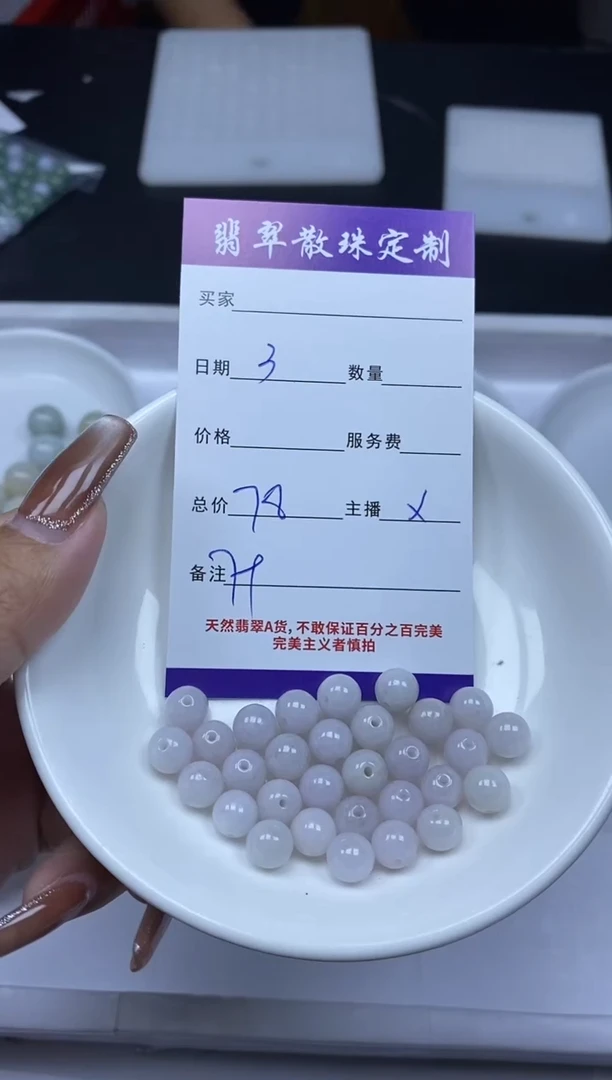 翡翠散珠定制
买家
日期 3 数量
价格 服务费
总价 78 主播 X
备注
天然翡翠A货,不敢保证百分之百完美
完美主义者慎拍